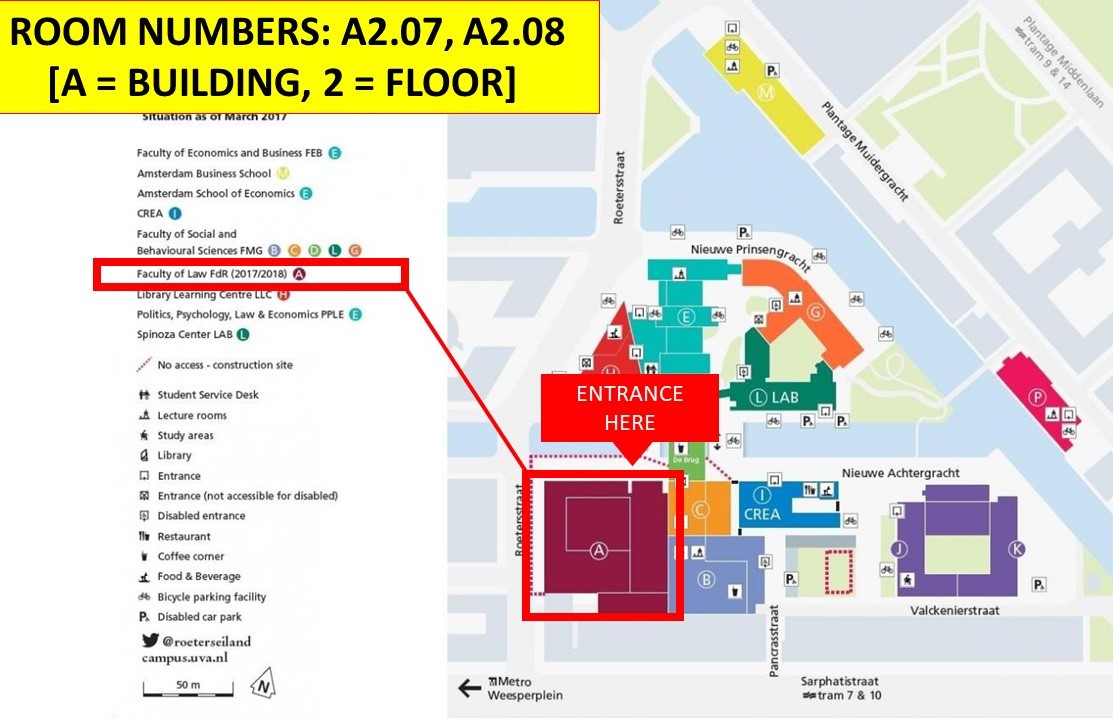 ROOM NUMBERS: A2.07, A2.08
[A = BUILDING, 2 = FLOOR]
Situation as of March 2017
Faculty of Economics and Business FEB E
Amsterdam Business School M
Amsterdam School of Economics E
CREA I
Faculty of Social and
Behavioural Sciences FMG B C D L G
Faculty of Law FdR (2017/2018) A
Library Learning Centre LLC H
Politics, Psychology, Law & Economics PPLE E
Spinoza Center LAB L
No access - construction site
Student Service Desk
Lecture rooms
Study areas
Library
Entrance
Entrance (not accessible for disabled)
Disabled entrance
Restaurant
Coffee corner
Food & Beverage
Bicycle parking facility
P Disabled car park
@roeterseiland
campus.uva.nl
50 m
N
Plantage Middenlaan
tram 9 & 14
Plantage Muidergracht
M
P
Roetersstraat
P
Nieuwe Prinsengracht
G
E
H
L LAB
P
P
P
ENTRANCE
HERE
De Brug
Nieuwe Achtergracht
Roetersstraat
A
C
I
CREA
B
P
J
K
P
Valckenierstraat
Pancrasstraat
Metro
Weesperplein
Sarphatistraat
tram 7 & 10